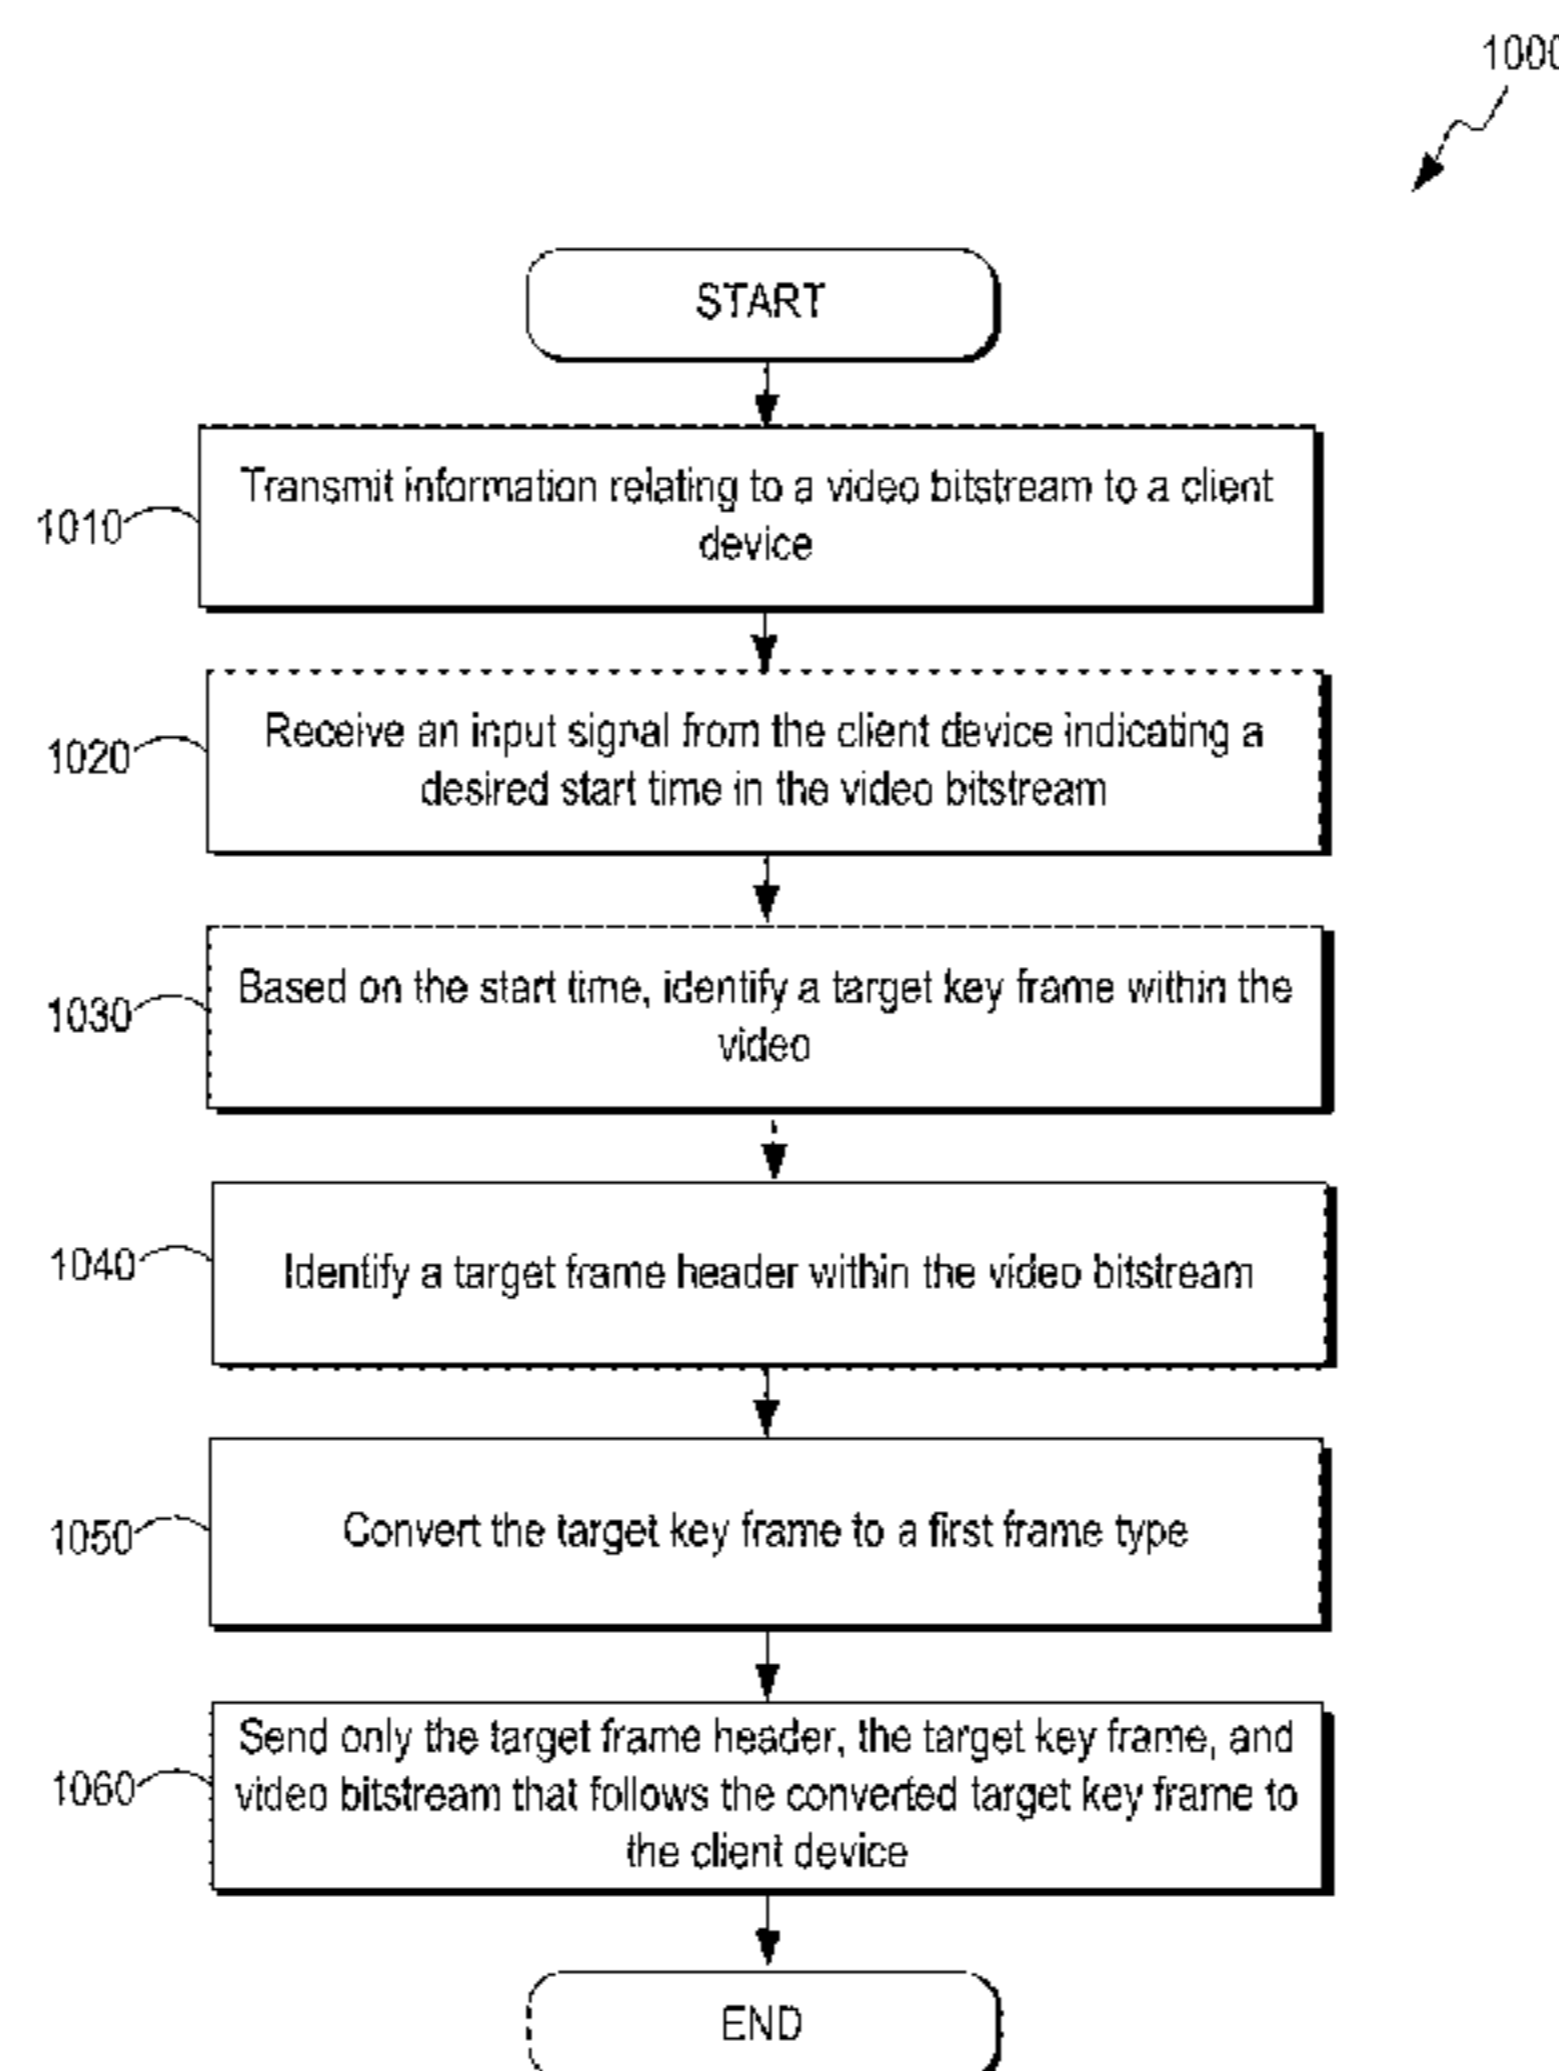 1000
START
1010
Transmit information relating to a video bitstream to a client
device
1020
Receive an input signal from the client device indicating a
desired start time in the video bitstream
1030
Based on the start time, identify a target key frame within the
video
1040
Identify a target frame header within the video bitstream
1050
Convert the target key frame to a first frame type
1060
Send only the target frame header, the target key frame, and
video bitstream that follows the converted target key frame to
the client device
END